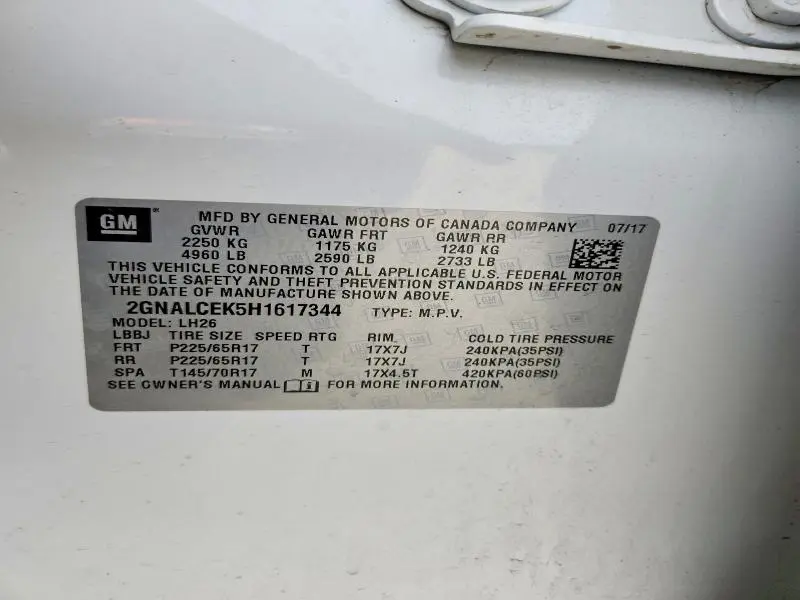 GM
MFD BY GENERAL MOTORS OF CANADA COMPANY 07/17
GVWR GAWR FRT GAWR RR
2250 KG 1175 KG 1240 KG
4960 LB 2590 LB 2733 LB
THIS VEHICLE CONFORMS TO ALL APPLICABLE U.S. FEDERAL MOTOR
VEHICLE SAFETY AND THEFT PREVENTION STANDARDS IN EFFECT ON
THE DATE OF MANUFACTURE SHOWN ABOVE.
2GNALCEK5H1617344 TYPE: M.P.V.
MODEL: LH26
LBBJ TIRE SIZE SPEED RTG RIM COLD TIRE PRESSURE
FRT P225/65R17 T 17X7J 240KPA(35PSI)
RR P225/65R17 T 17X7J 240KPA(35PSI)
SPA T145/70R17 M 17X4.5T 420KPA(60PSI)
SEE OWNER'S MANUAL FOR MORE INFORMATION.